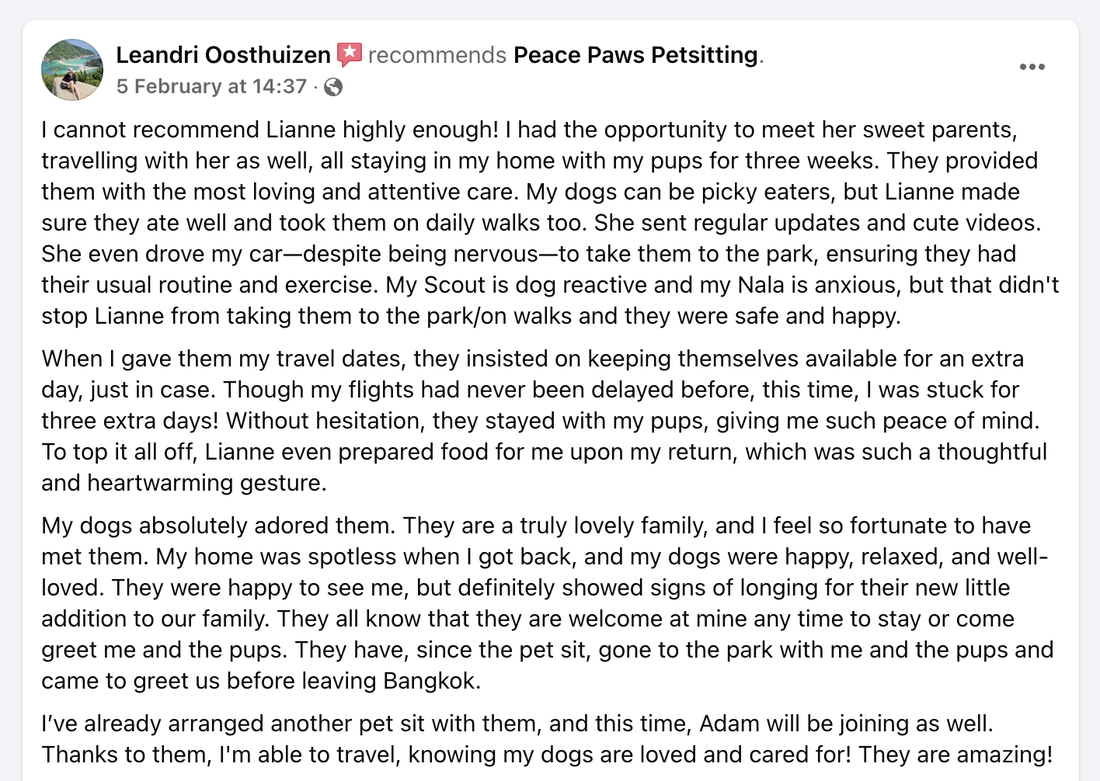 Leandri Oosthuizen recommends Peace Paws Petsitting.
5 February at 14:37 ·
I cannot recommend Lianne highly enough! I had the opportunity to meet her sweet parents,
travelling with her as well, all staying in my home with my pups for three weeks. They provided
them with the most loving and attentive care. My dogs can be picky eaters, but Lianne made
sure they ate well and took them on daily walks too. She sent regular updates and cute videos.
She even drove my car—despite being nervous—to take them to the park, ensuring they had
their usual routine and exercise. My Scout is dog reactive and my Nala is anxious, but that didn't
stop Lianne from taking them to the park/on walks and they were safe and happy.
When I gave them my travel dates, they insisted on keeping themselves available for an extra
day, just in case. Though my flights had never been delayed before, this time, I was stuck for
three extra days! Without hesitation, they stayed with my pups, giving me such peace of mind.
To top it all off, Lianne even prepared food for me upon my return, which was such a thoughtful
and heartwarming gesture.
My dogs absolutely adored them. They are a truly lovely family, and I feel so fortunate to have
met them. My home was spotless when I got back, and my dogs were happy, relaxed, and well-
loved. They were happy to see me, but definitely showed signs of longing for their new little
addition to our family. They all know that they are welcome at mine any time to stay or come
greet me and the pups. They have, since the pet sit, gone to the park with me and the pups and
came to greet us before leaving Bangkok.
I’ve already arranged another pet sit with them, and this time, Adam will be joining as well.
Thanks to them, I'm able to travel, knowing my dogs are loved and cared for! They are amazing!